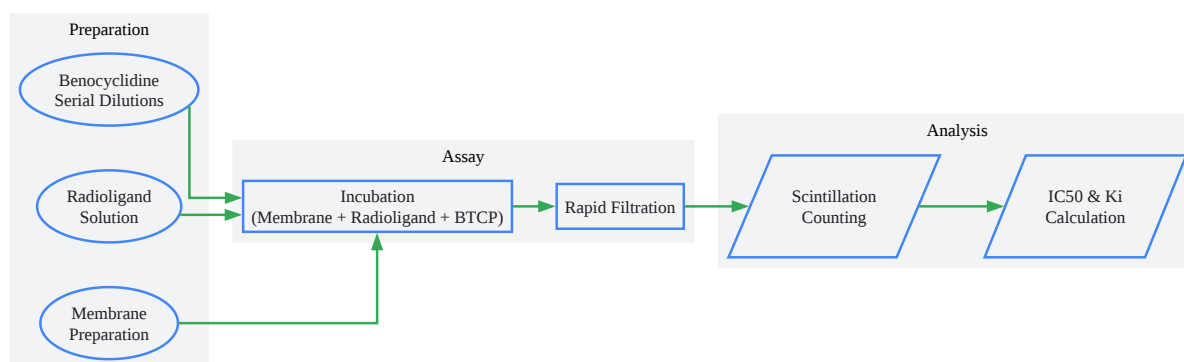 Preparation
Benocyclidine
Serial Dilutions
Radioligand
Solution
Membrane
Preparation
Assay
Incubation
(Membrane + Radioligand + BTCP)
Rapid Filtration
Analysis
Scintillation
Counting
IC50 & Ki
Calculation